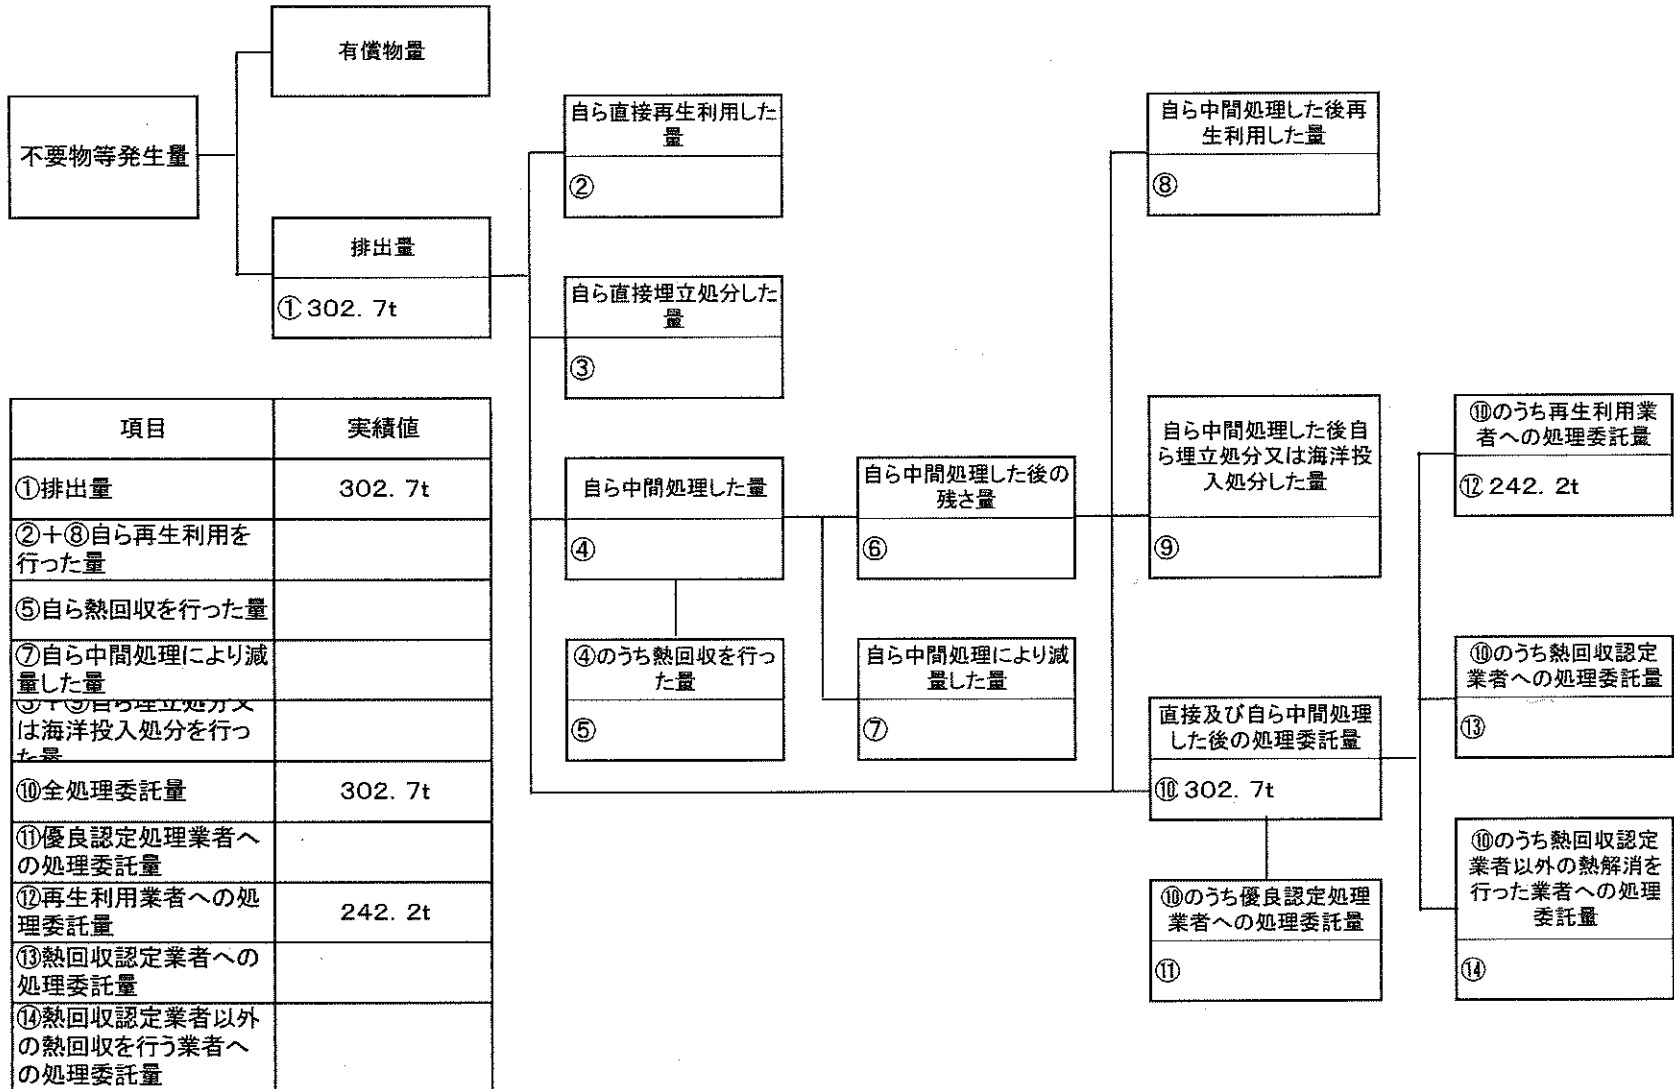 有償物量
不要物等発生量
排出量
①302. 7t
自ら直接再生利用した
量
②
自ら直接埋立処分した
量
③
自ら中間処理した量
④
④のうち熱回収を行っ
た量
⑤
自ら中間処理した後の
残さ量
⑥
自ら中間処理により減
量した量
⑦
自ら中間処理した後再
生利用した量
⑧
自ら中間処理した後自
ら埋立処分又は海洋投
入処分した量
⑨
直接及び自ら中間処理
した後の処理委託量
⑩302. 7t
⑩のうち優良認定処理
業者への処理委託量
⑪
⑩のうち再生利用業
者への処理委託量
⑫242. 2t
⑩のうち熱回収認定
業者への処理委託量
⑬
⑩のうち熱回収認定
業者以外の熱解消を
行った業者への処理
委託量
⑭
項目 実績値
①排出量 302. 7t
②+⑧自ら再生利用を
行った量
⑤自ら熱回収を行った量
⑦自ら中間処理により減
量した量
③+⑨自ら埋立処分又
は海洋投入処分を行っ
た量
⑩全処理委託量 302. 7t
⑪優良認定処理業者へ
の処理委託量
⑫再生利用業者への処
理委託量 242. 2t
⑬熱回収認定業者への
処理委託量
⑭熱回収認定業者以外
の熱回収を行う業者へ
の処理委託量